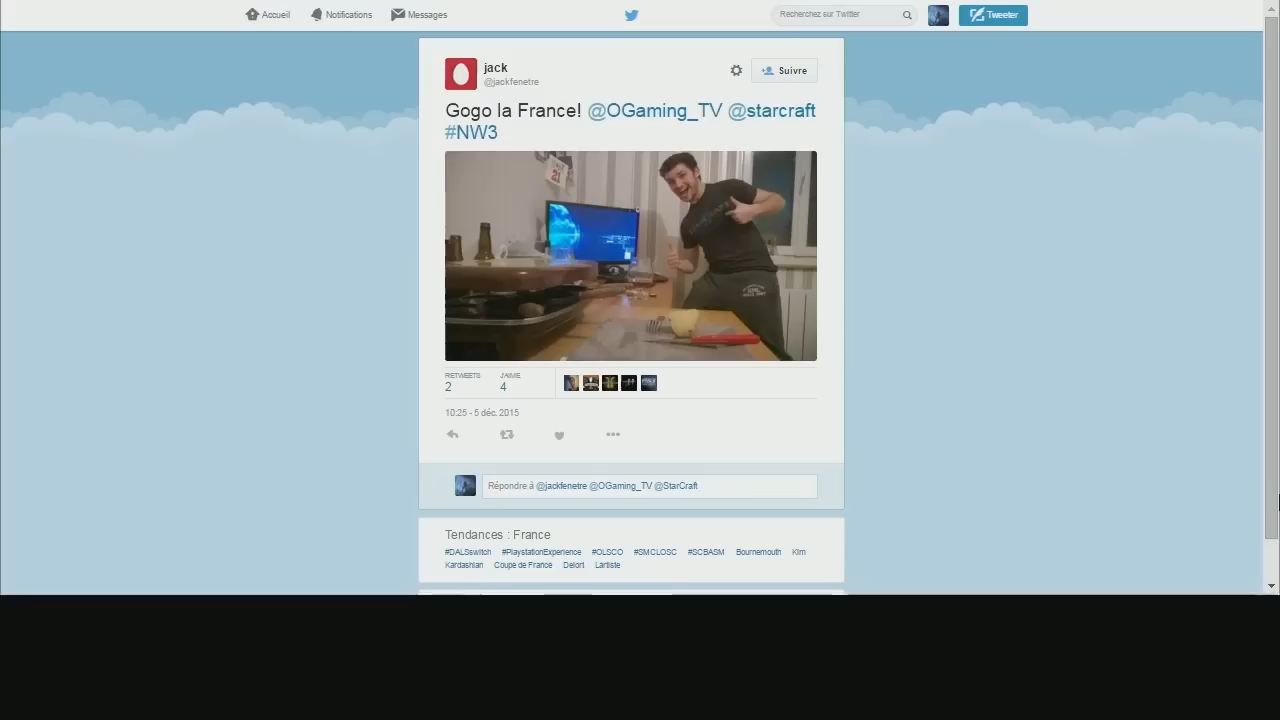 Accueil Notifications Messages Recherchez sur Twitter Tweeter
jack
@jackfenetre
Suivre
Gogo la France! @OGaming_TV @starcraft
#NW3
21
RETWEETS J'AIME
2 4
10:25 - 5 déc. 2015
Répondre à @jackfenetre @OGaming_TV @StarCraft
Tendances : France
#DALSswitch #PlaystationExperience #OLSCO #SMCLOSC #SCBASM Bournemouth Kim
Kardashian Coupe de France Delort Lartiste